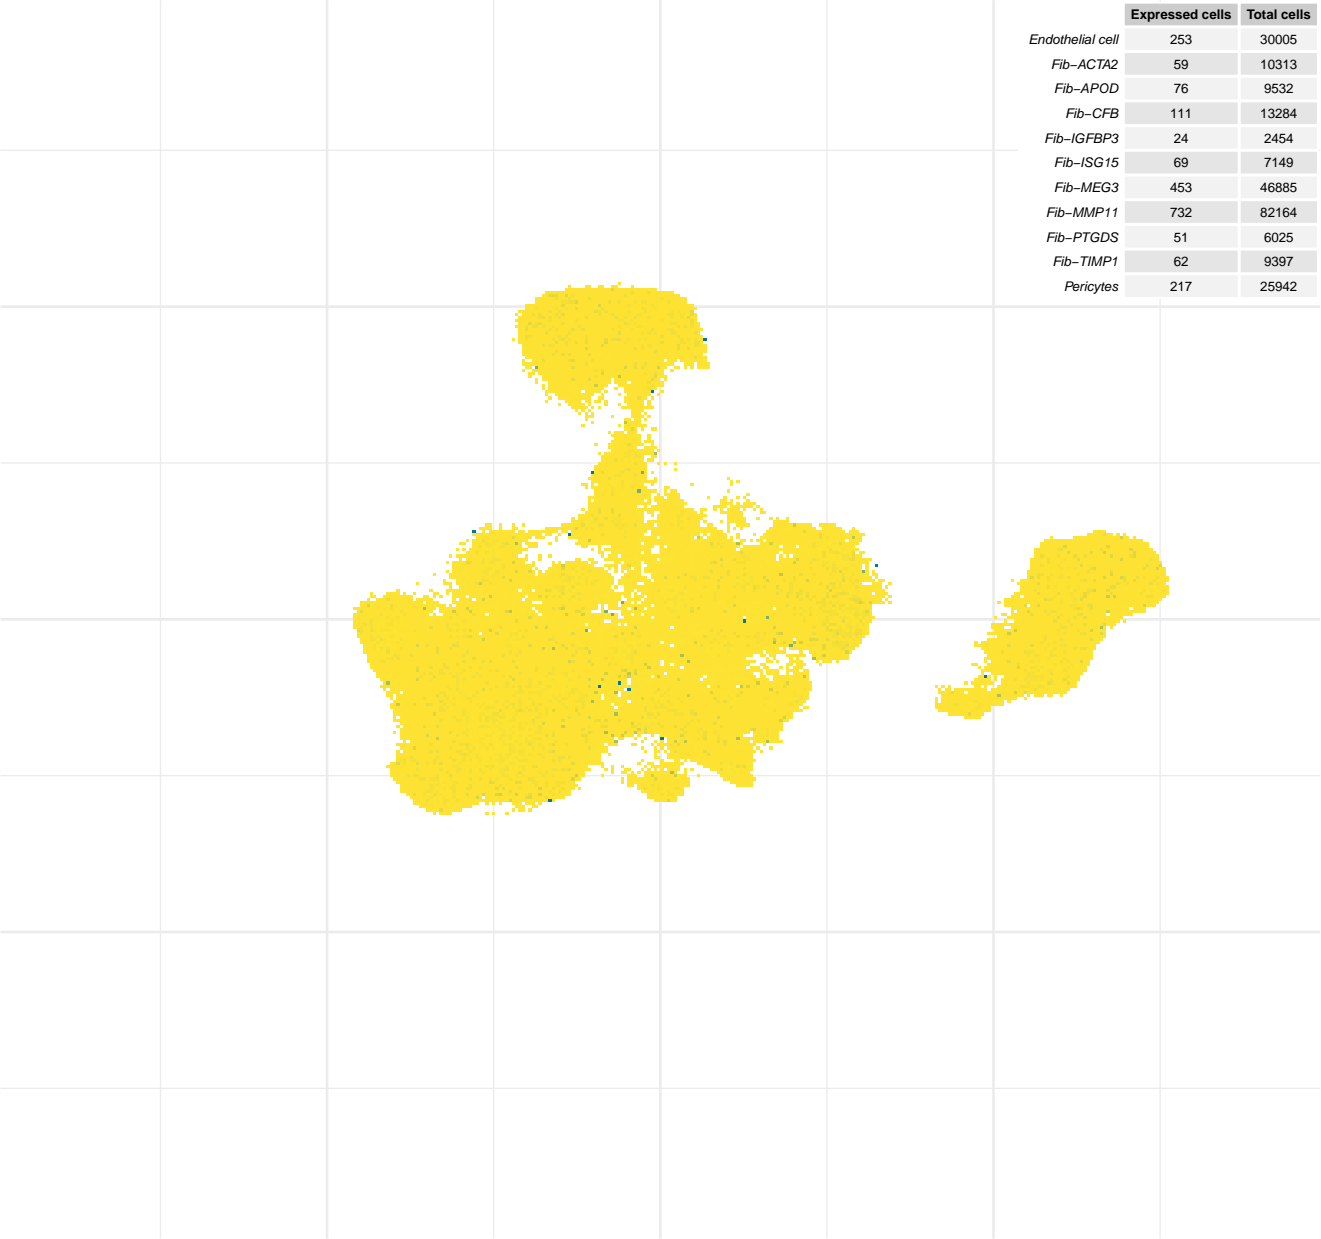 Expressed cells Total cells
Endothelial cell 253 30005
Fib−ACTA2 59 10313
Fib−APOD 76 9532
Fib−CFB 111 13284
Fib−IGFBP3 24 2454
Fib−ISG15 69 7149
Fib−MEG3 453 46885
Fib−MMP11 732 82164
Fib−PTGDS 51 6025
Fib−TIMP1 62 9397
Pericytes 217 25942